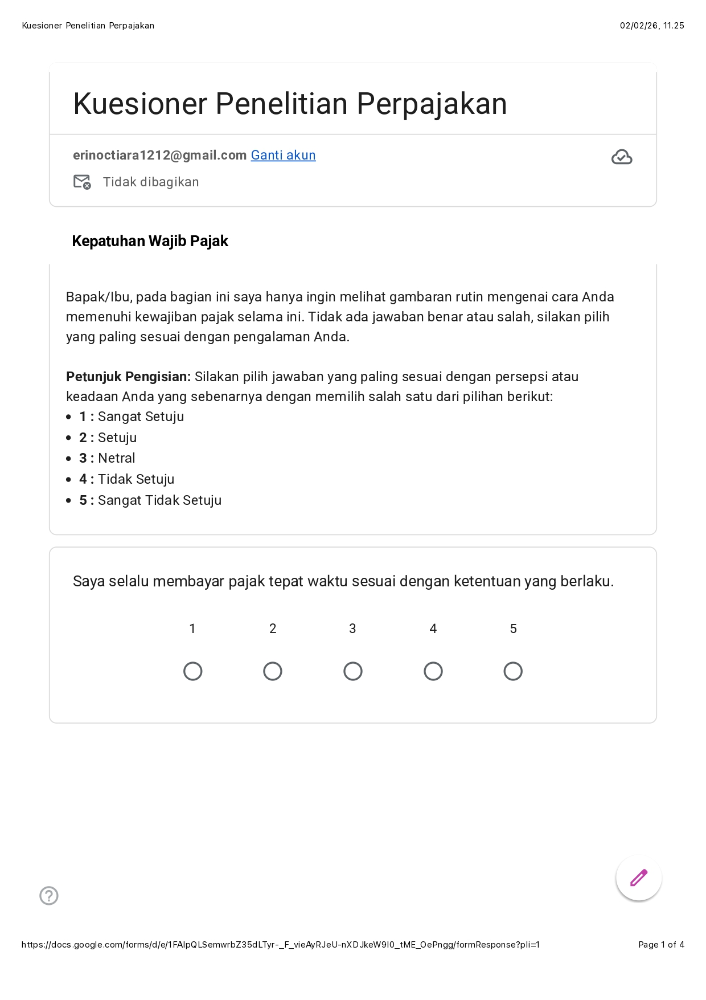 Kuesioner Penelitian Perpajakan
02/02/26, 11.25
Kuesioner Penelitian Perpajakan
erinoctiara1212@gmail.com Ganti akun
Tidak dibagikan
Kepatuhan Wajib Pajak
Bapak/Ibu, pada bagian ini saya hanya ingin melihat gambaran rutin mengenai cara Anda
memenuhi kewajiban pajak selama ini. Tidak ada jawaban benar atau salah, silakan pilih
yang paling sesuai dengan pengalaman Anda.
Petunjuk Pengisian: Silakan pilih jawaban yang paling sesuai dengan persepsi atau
keadaan Anda yang sebenarnya dengan memilih salah satu dari pilihan berikut:
• 1 : Sangat Setuju
• 2 : Setuju
• 3 : Netral
• 4 : Tidak Setuju
• 5 : Sangat Tidak Setuju
Saya selalu membayar pajak tepat waktu sesuai dengan ketentuan yang berlaku.
1 2 3 4 5
https://docs.google.com/forms/d/e/1FAIpQLSemwrbZ35dLTyr-_F_vieAyRJeU-nXDJkeW9l0_tME_OePngg/formResponse?pli=1
Page 1 of 4